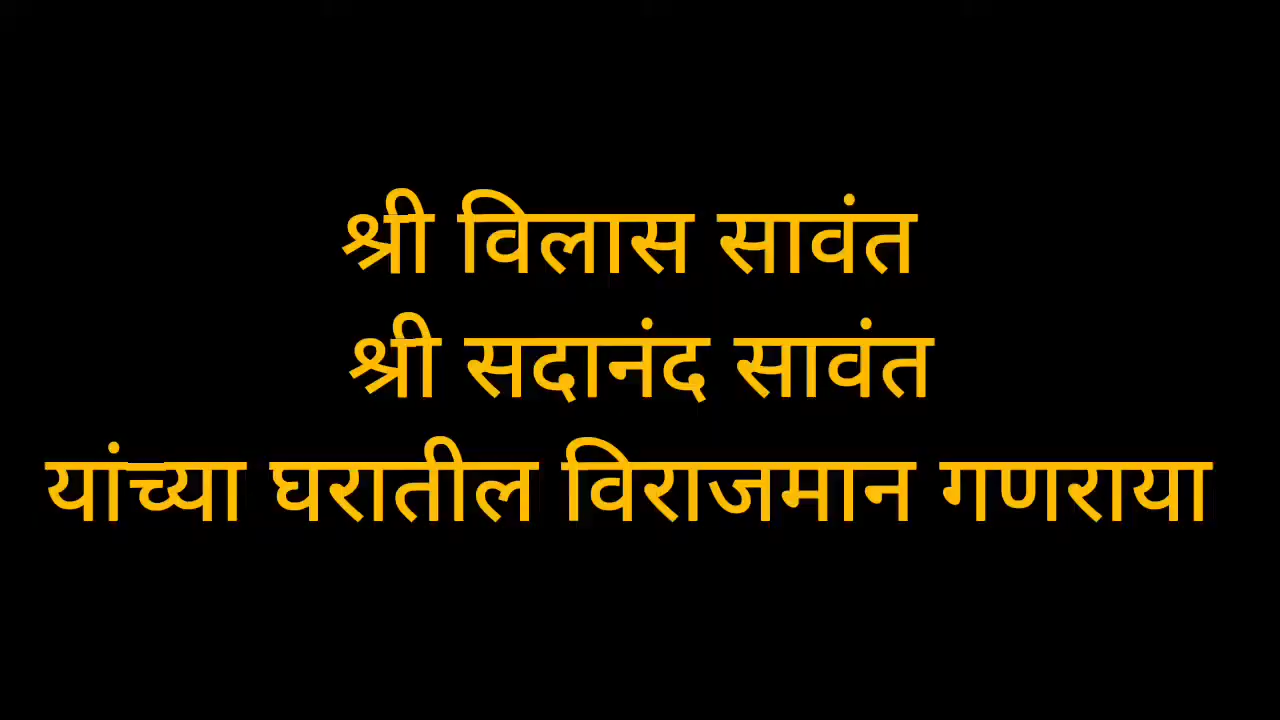 श्री विलास सावंत
श्री सदानंद सावंत
यांच्या घरातील विराजमान गणराया